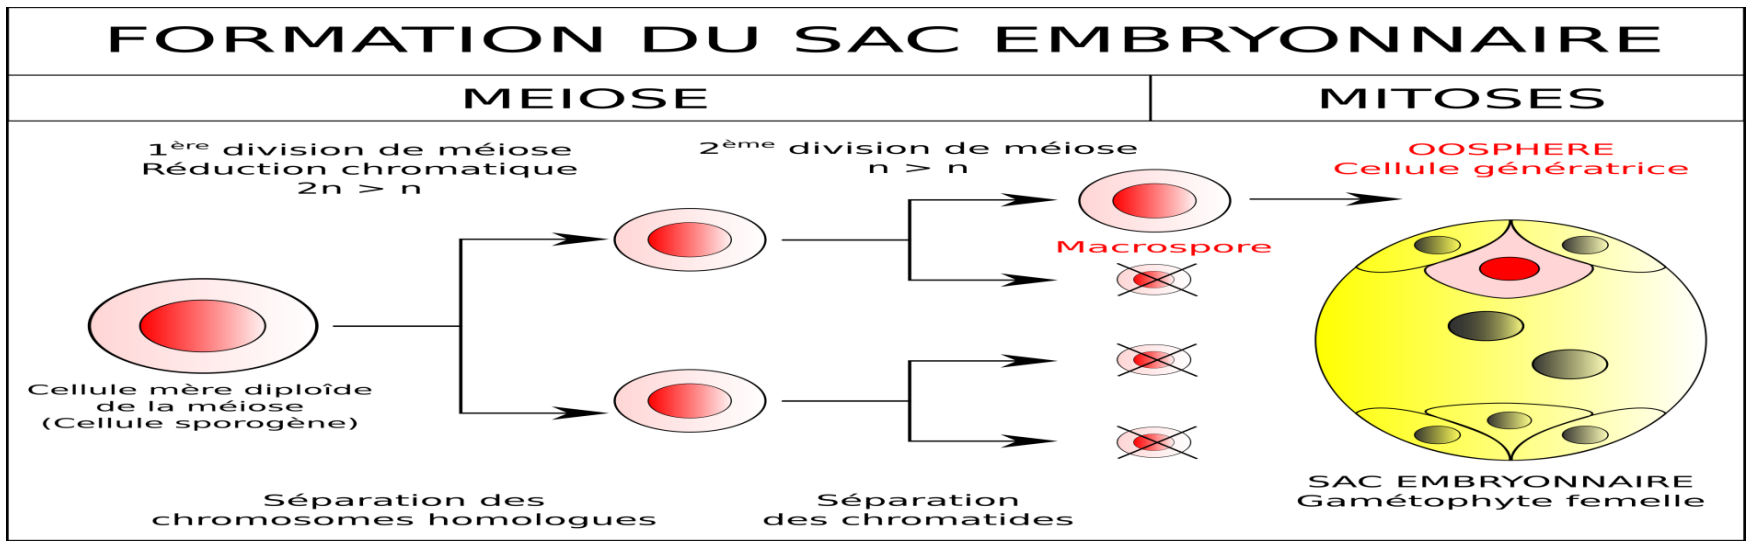 FORMATION DU SAC EMBRYONNAIRE
MEIOSE
MITOSES
1ère division de méiose
Réduction chromatique
2n > n
2ème division de méiose
n > n
OOSPHERE
Cellule génératrice
Macrospore
Cellule mère diploîde
de la méiose
(Cellule sporogène)
Séparation des
chromosomes homologues
Séparation
des chromatides
SAC EMBRYONNAIRE
Gamétophyte femelle